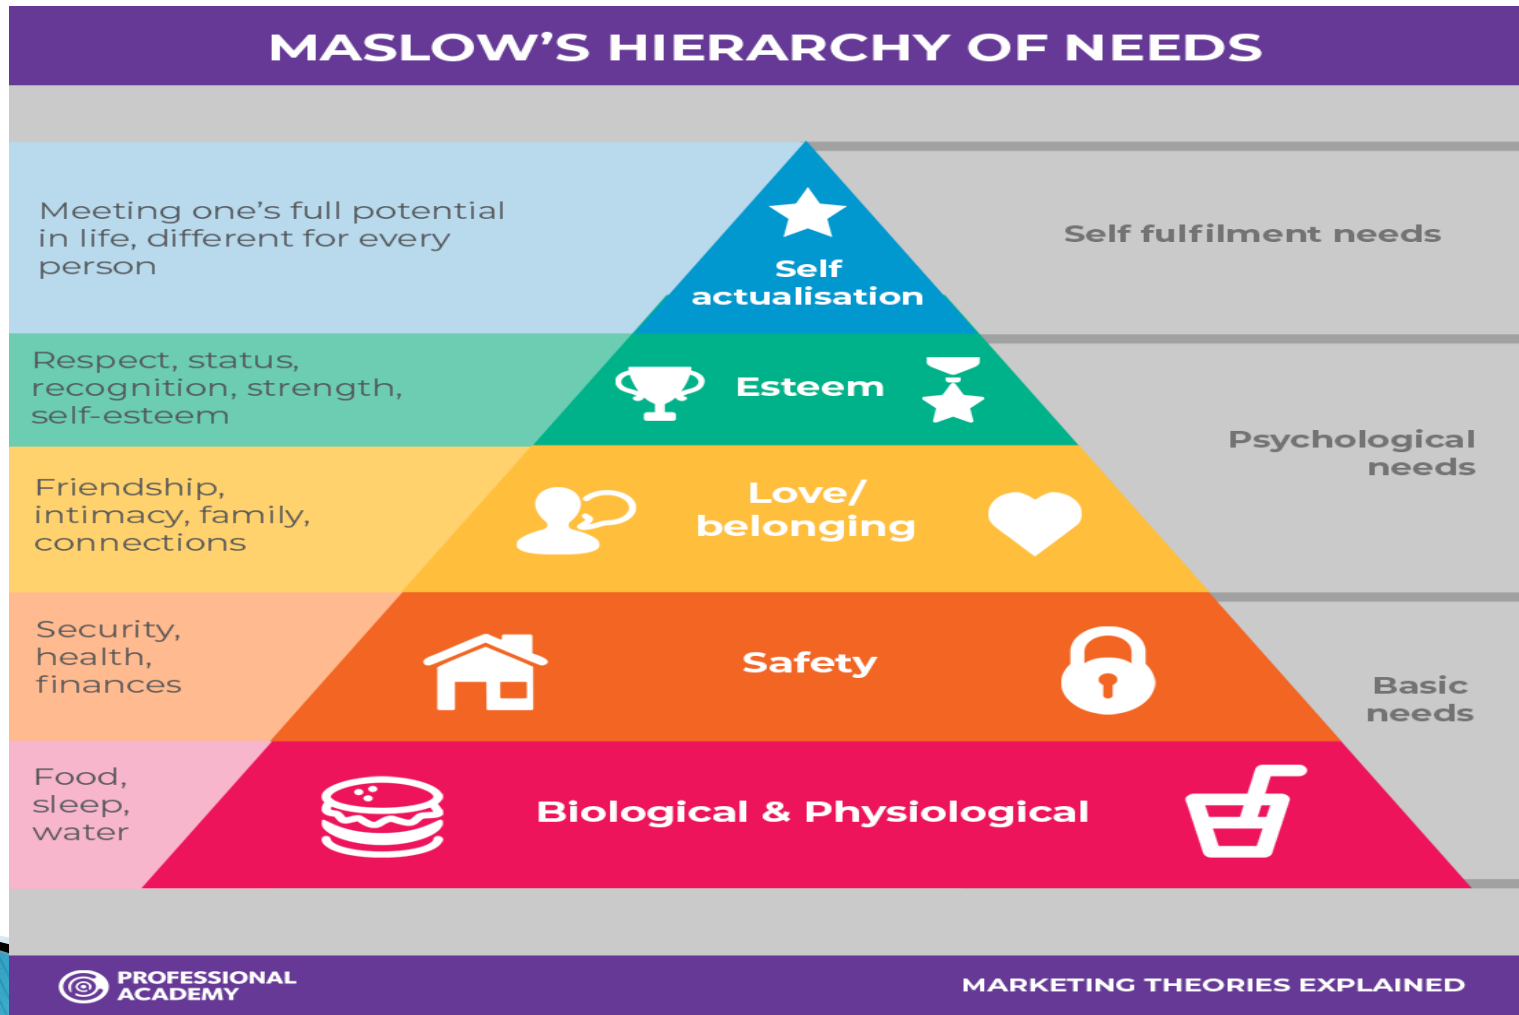 MASLOW’S HIERARCHY OF NEEDS
Meeting one’s full potential
in life, different for every
person
Self
actualisation
Self fulfilment needs
Respect, status,
recognition, strength,
self-esteem
Esteem
Psychological
needs
Friendship,
intimacy, family,
connections
Love/
belonging
Security,
health,
finances
Safety
Basic
needs
Food,
sleep,
water
Biological & Physiological
PROFESSIONAL
ACADEMY
MARKETING THEORIES EXPLAINED